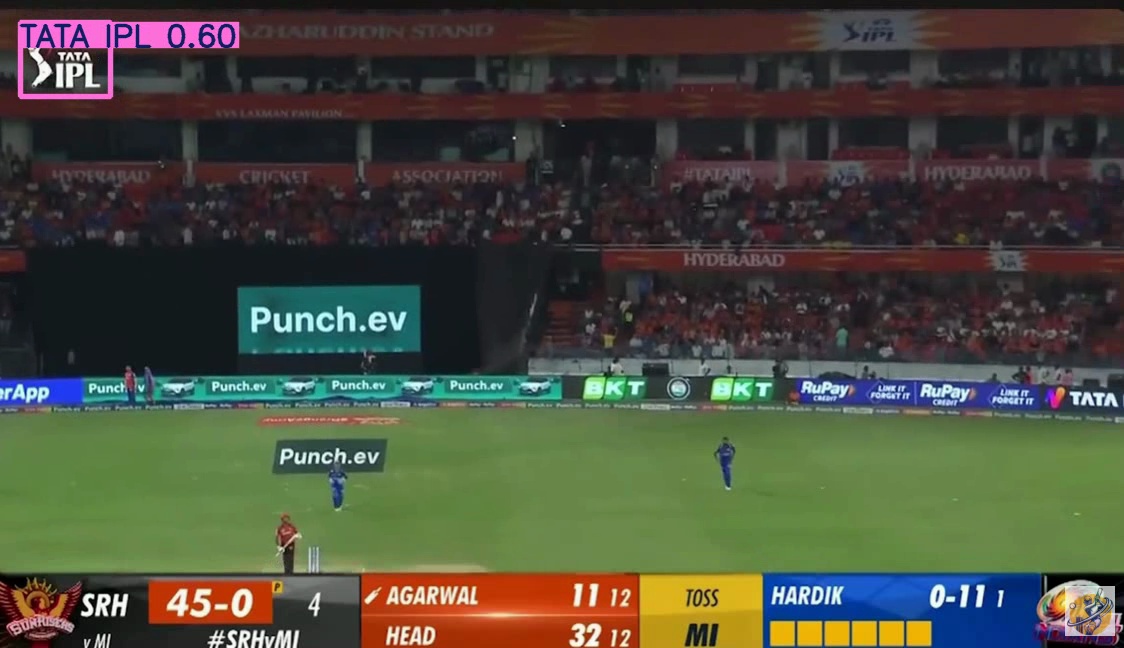 TATA IPL 0.60
AZHARUDDIN STAND
IPL
TATA
IPL
VVS LAXMAN PAVILION
HYDERABAD CRICKET ASSOCIATION #TATAIPL HYDERABAD
HYDERABAD
Punch.ev
erApp Punch.ev Punch.ev Punch.ev Punch.ev BKT BKT RuPay CREDIT LINK IT FORGET IT RuPay CREDIT LINK IT FORGET IT TATA
Punch.ev
SUNRISERS
SRH 45-0 P 4
v MI #SRHvMI
AGARWAL 11 12
HEAD 32 12
TOSS
MI
HARDIK 0-11 1